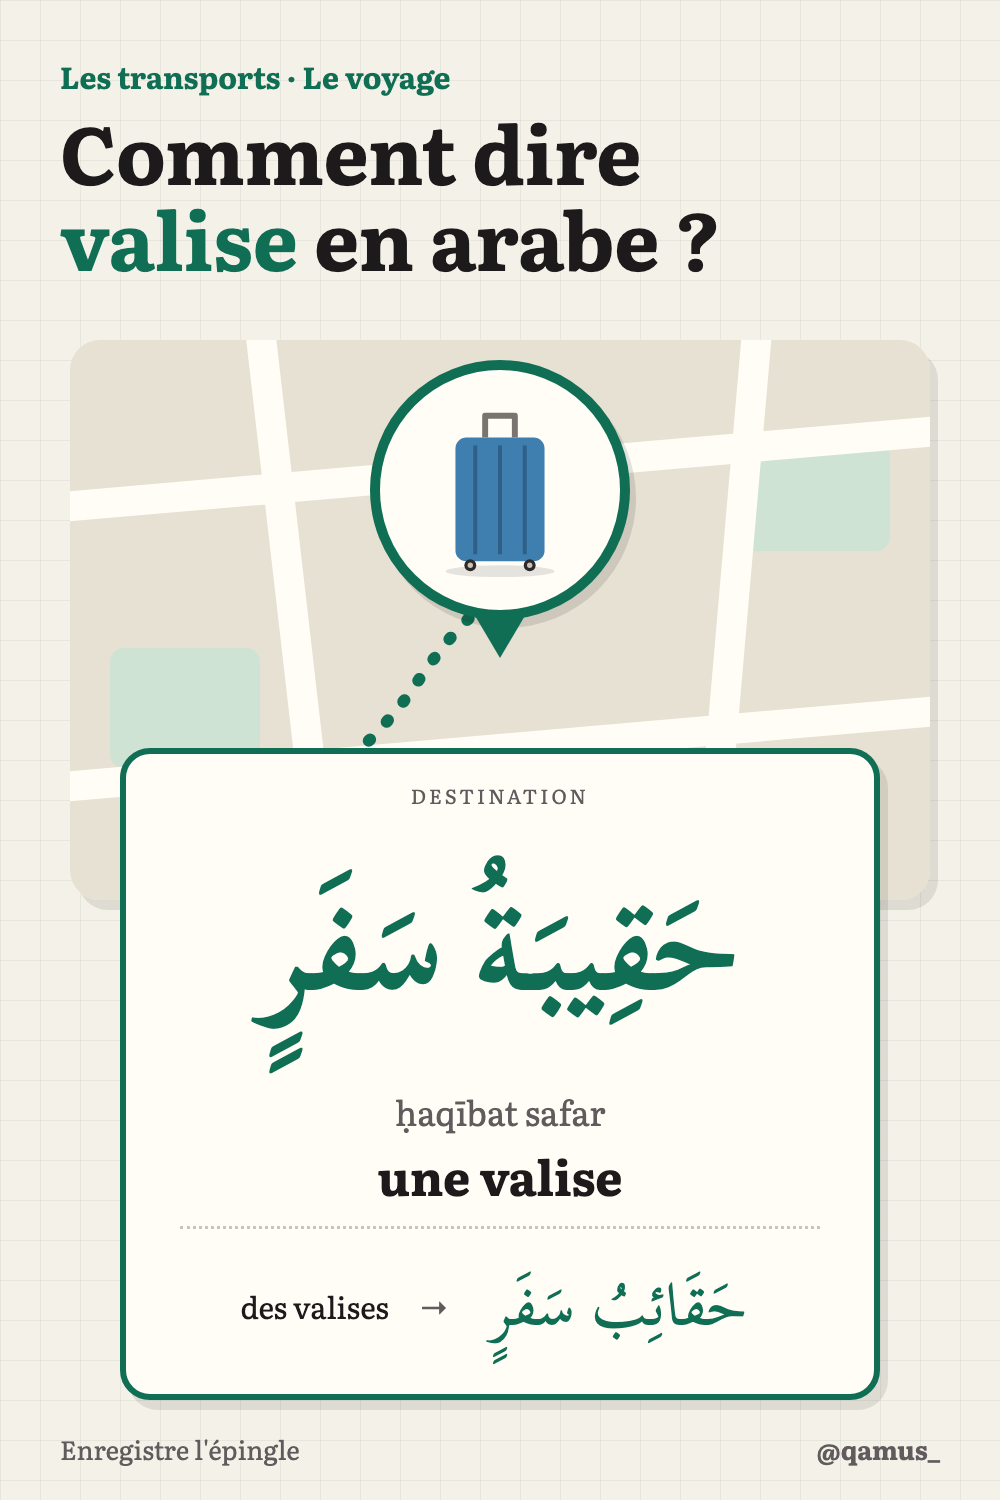 Les transports · Le voyage
Comment dire
valise en arabe ?
DESTINATION
حَقِيبَةُ سَفَرٍ
ḥaqībat safar
une valise
des valises → حَقَائِبُ سَفَرٍ
Enregistre l'épingle
@qamus_